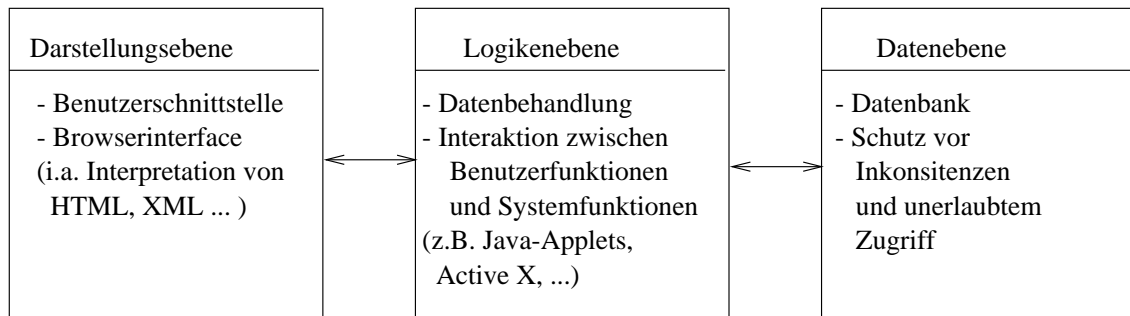 Darstellungsebene
- Benutzerschnittstelle
- Browserinterface
(i.a. Interpretation von
HTML, XML ... )
Logikenebene
- Datenbehandlung
- Interaktion zwischen
Benutzerfunktionen
und Systemfunktionen
(z.B. Java-Applets,
Active X, ...)
Datenebene
- Datenbank
- Schutz vor
Inkonsitenzen
und unerlaubtem
Zugriff